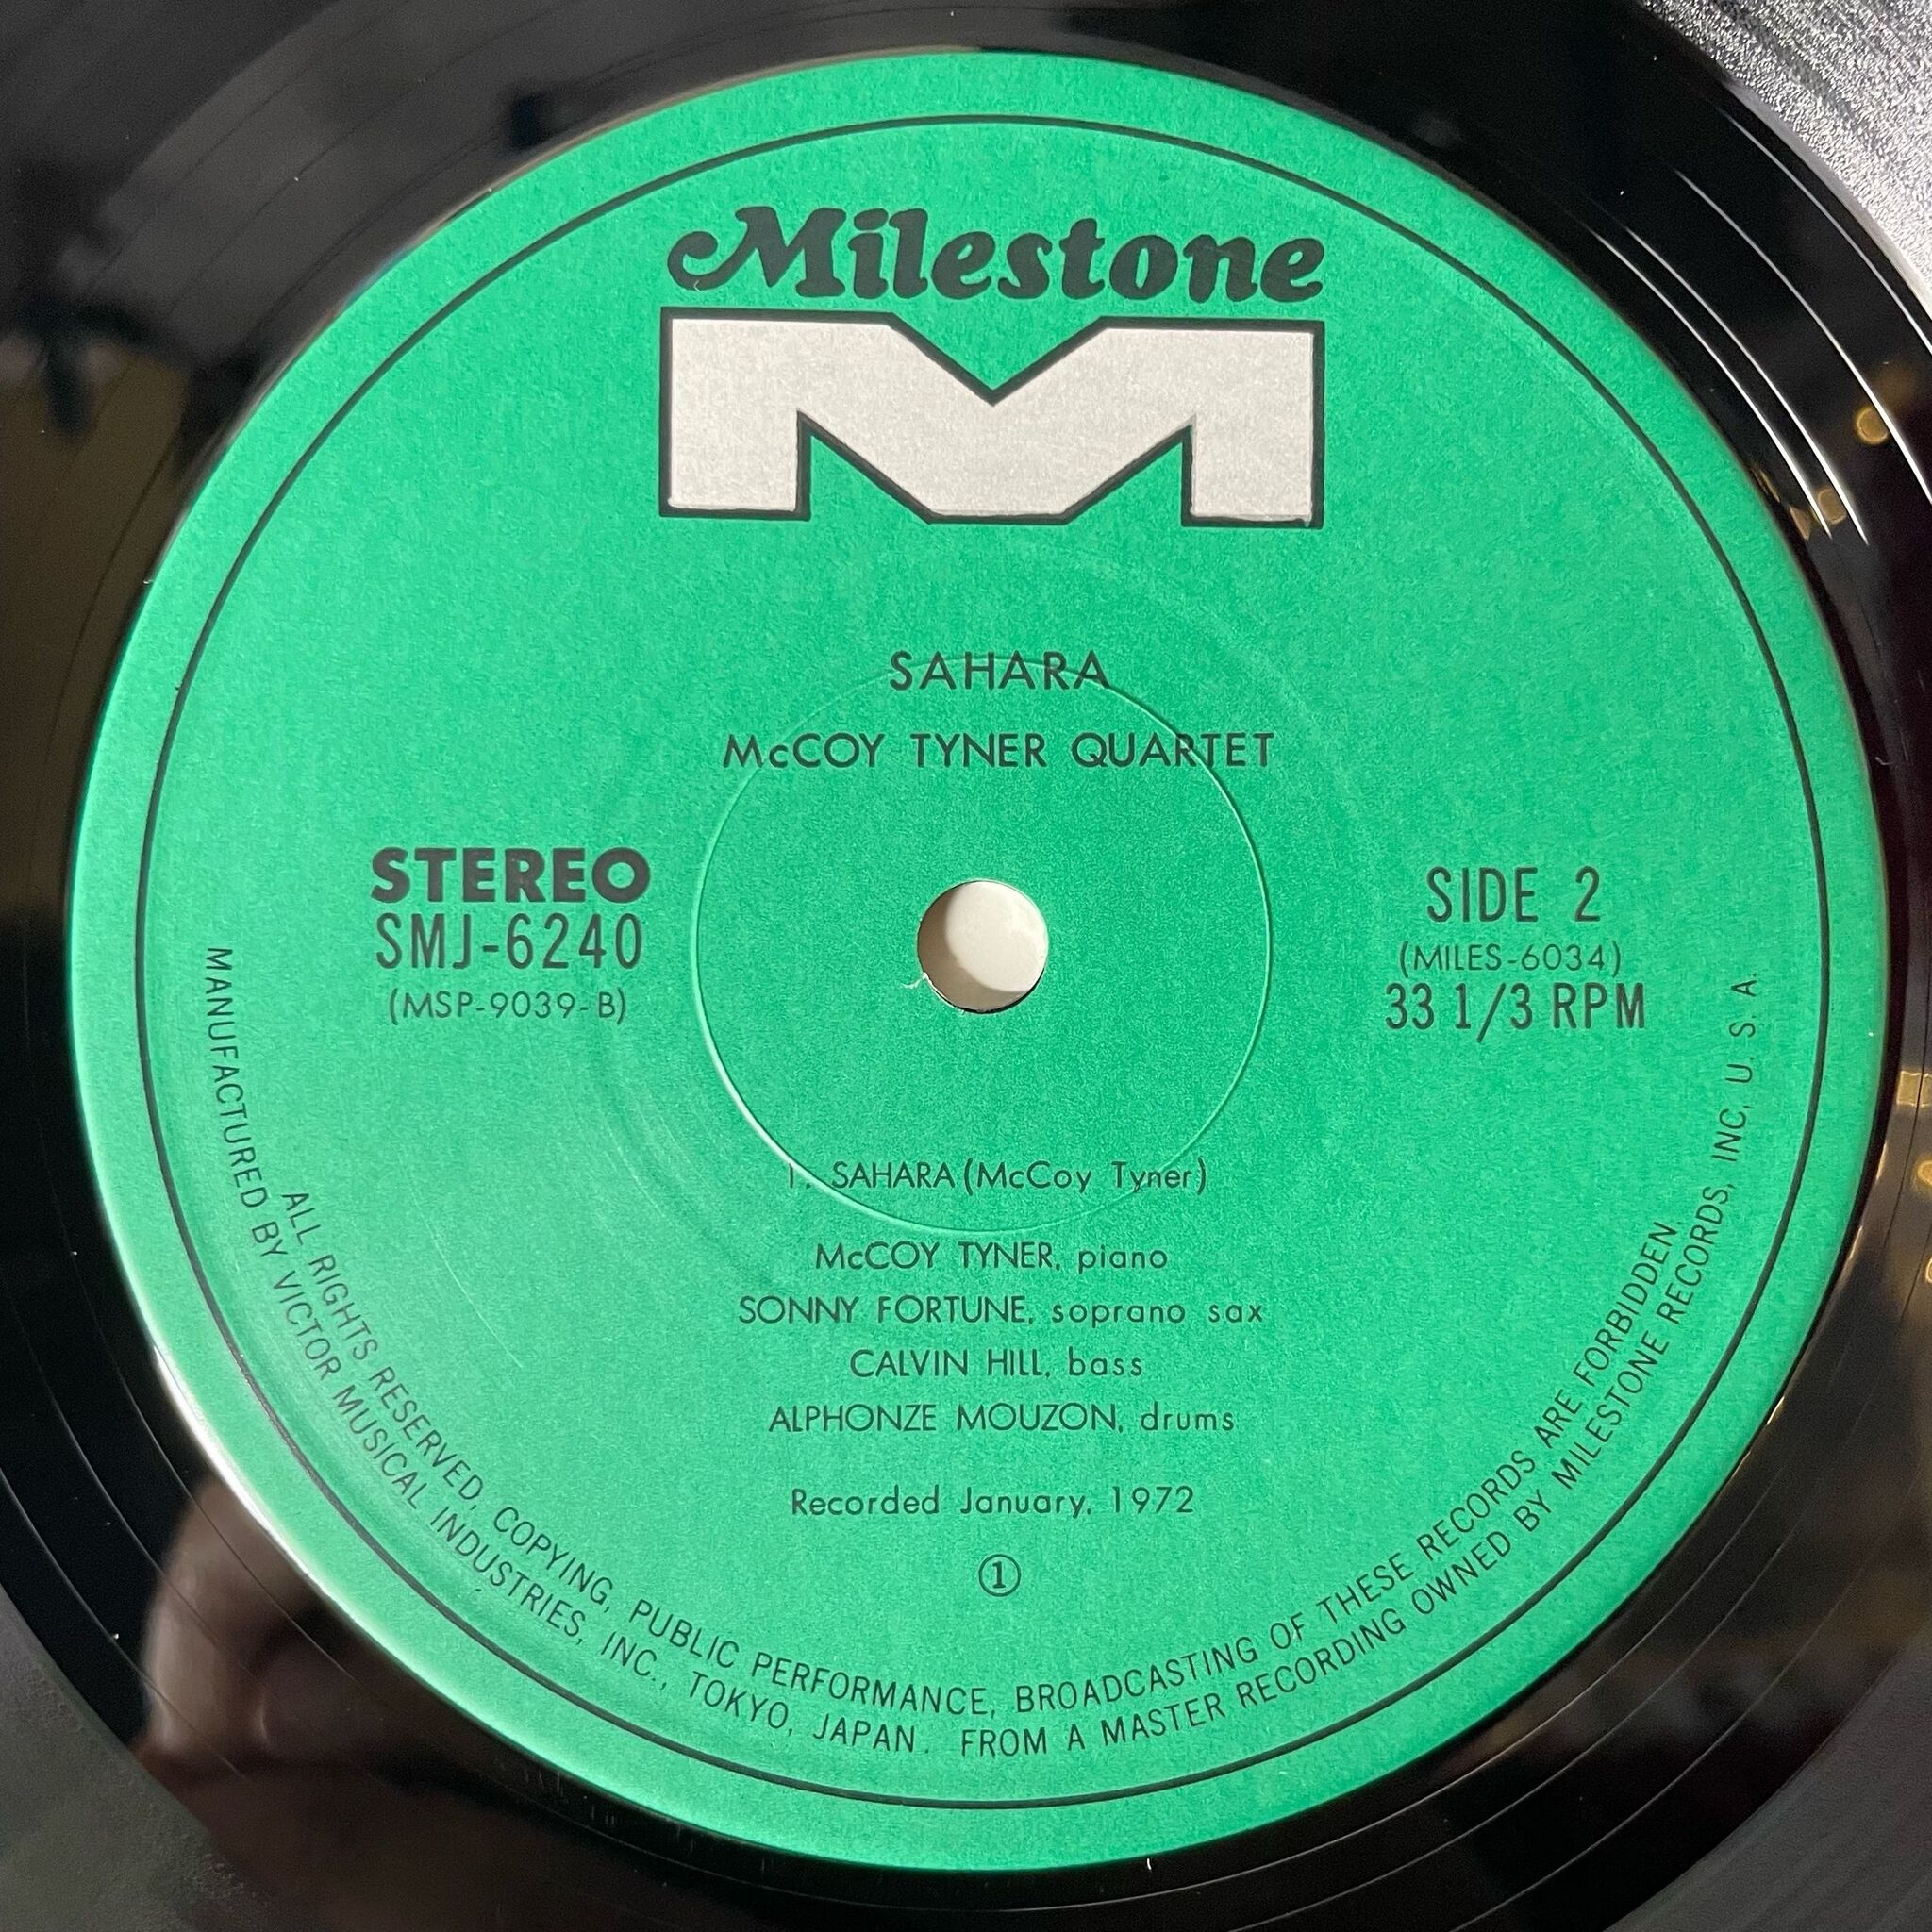 Milestone
M
SAHARA
McCOY TYNER QUARTET
STEREO
SMJ-6240
(MSP-9039-B)
SIDE 2
(MILES-6034)
33 1/3 RPM
1. SAHARA (McCoy Tyner)
McCOY TYNER, piano
SONNY FORTUNE, soprano sax
CALVIN HILL, bass
ALPHONZE MOUZON, drums
Recorded January, 1972
①
ALL RIGHTS RESERVED, COPYING, PUBLIC PERFORMANCE, BROADCASTING OF THESE RECORDS ARE FORBIDDEN
MANUFACTURED BY VICTOR MUSICAL INDUSTRIES, INC., TOKYO, JAPAN. FROM A MASTER RECORDING OWNED BY MILESTONE RECORDS, INC, U. S. A.